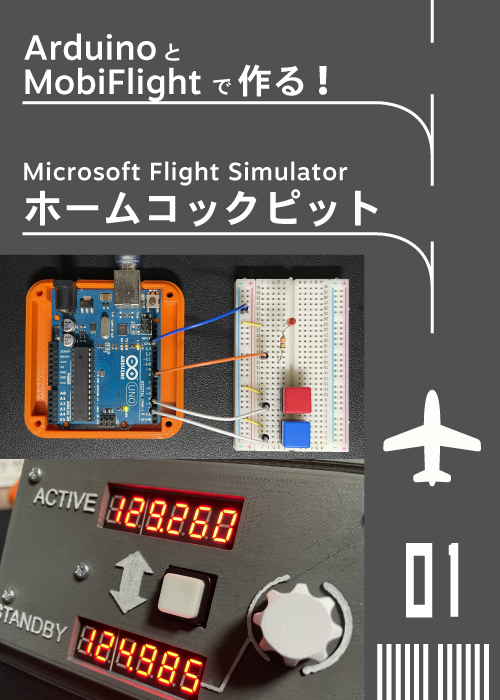 Arduinoと
MobiFlightで作る！
Microsoft Flight Simulator
ホームコックピット
ARDUINO
UNO
ACTIVE
129.260
STANDBY
124.985
01